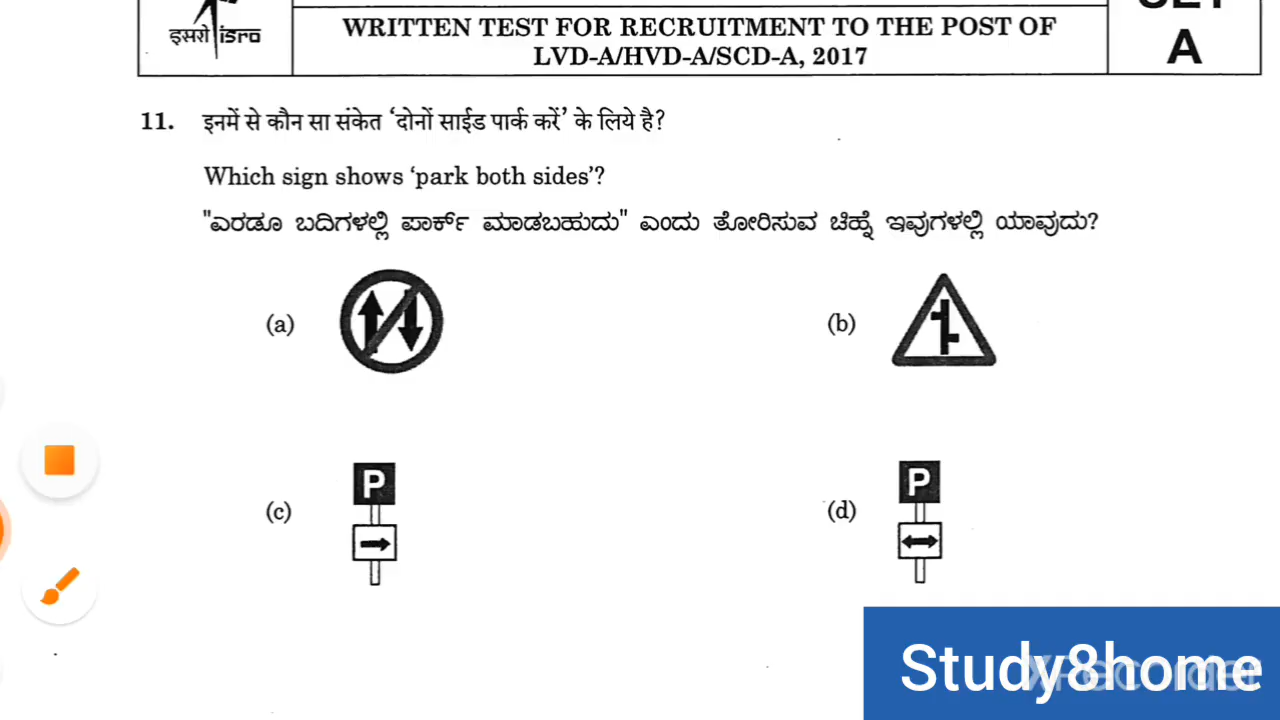 इसरो isro
WRITTEN TEST FOR RECRUITMENT TO THE POST OF
LVD-A/HVD-A/SCD-A, 2017
A
11. इनमें से कौन सा संकेत 'दोनों साईड पार्क करें' के लिये है?
Which sign shows 'park both sides'?
"ಎರಡೂ ಬದಿಗಳಲ್ಲಿ ಪಾರ್ಕ್ ಮಾಡಬಹುದು" ಎಂದು ತೋರಿಸುವ ಚಿಹ್ನೆ ಇವುಗಳಲ್ಲಿ ಯಾವುದು?
(a)
(b)
P
P
(c)
(d)
Study8home
XRecorder